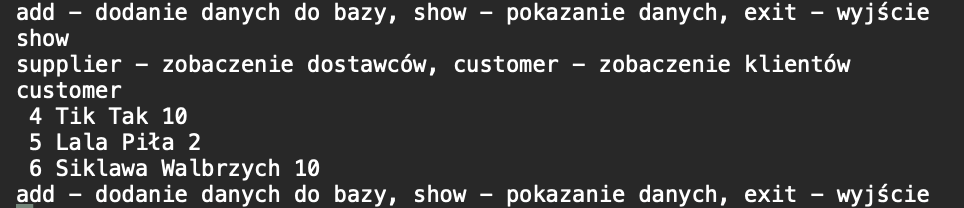 add – dodanie danych do bazy, show – pokazanie danych, exit – wyjście
show
supplier – zobaczenie dostawców, customer – zobaczenie klientów
customer
4 Tik Tak 10
5 Lala Piła 2
6 Siklawa Walbrzych 10
add – dodanie danych do bazy, show – pokazanie danych, exit – wyjście